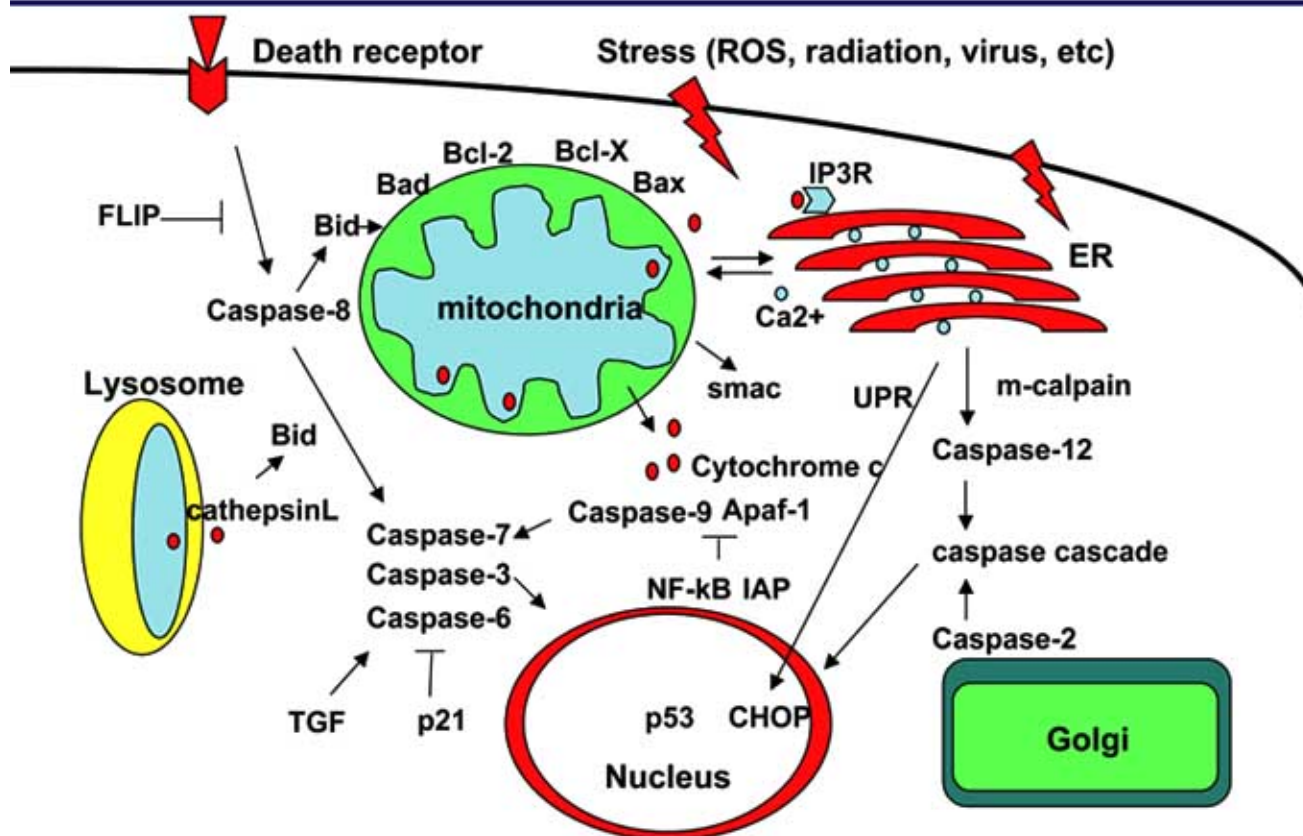 Death receptor
Stress (ROS, radiation, virus, etc)
Bcl-2
Bcl-X
Bad
Bax
IP3R
FLIP
Bid
ER
Caspase-8
mitochondria
Ca2+
Lysosome
smac
UPR
m-calpain
Bid
Caspase-12
Cytochrome c
cathepsinL
Caspase-9 Apaf-1
Caspase-7
caspase cascade
Caspase-3
NF-kB IAP
Caspase-6
Caspase-2
TGF
p21
p53
CHOP
Golgi
Nucleus